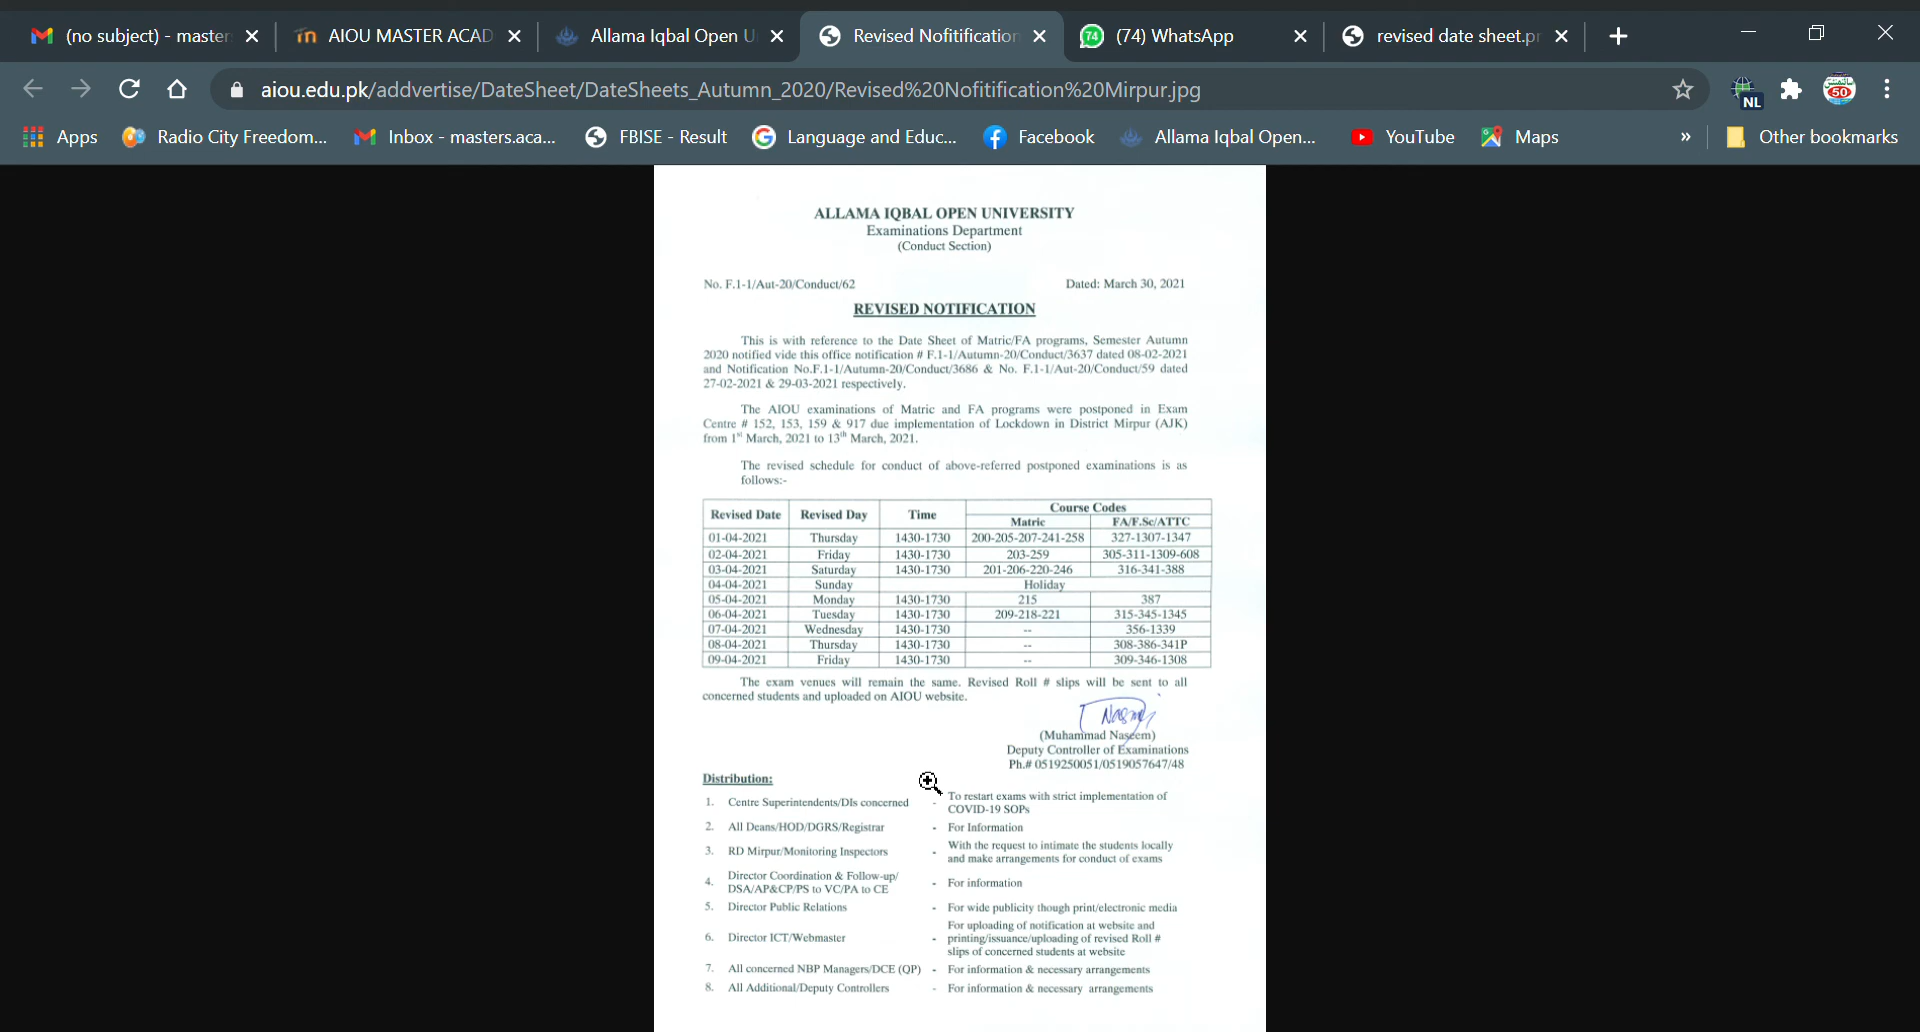 (no subject) - master
AIOU MASTER ACAD
Allama Iqbal Open U
Revised Nofitification
(74) WhatsApp
revised date sheet.pr
aiou.edu.pk/addvertise/DateSheet/DateSheets_Autumn_2020/Revised%20Nofitification%20Mirpur.jpg
NL
50
Apps
Radio City Freedom...
Inbox - masters.aca...
FBISE - Result
Language and Educ...
Facebook
Allama Iqbal Open...
YouTube
Maps
»
Other bookmarks
ALLAMA IQBAL OPEN UNIVERSITY
Examinations Department
(Conduct Section)
No. F.1-1/Aut-20/Conduct/62 Dated: March 30, 2021
REVISED NOTIFICATION
This is with reference to the Date Sheet of Matric/FA programs, Semester Autumn
2020 notified vide this office notification # F.1-1/Autumn-20/Conduct/3637 dated 08-02-2021
and Notification No.F.1-1/Autumn-20/Conduct/3686 & No. F.1-1/Aut-20/Conduct/59 dated
27-02-2021 & 29-03-2021 respectively.
The AIOU examinations of Matric and FA programs were postponed in Exam
Centre # 152, 153, 159 & 917 due implementation of Lockdown in District Mirpur (AJK)
from 1st March, 2021 to 13th March, 2021.
The revised schedule for conduct of above-referred postponed examinations is as
follows:-
Revised Date Revised Day Time Course Codes
Matric FA/F.Sc/ATTC
01-04-2021 Thursday 1430-1730 200-205-207-241-258 327-1307-1347
02-04-2021 Friday 1430-1730 203-259 305-311-1309-608
03-04-2021 Saturday 1430-1730 201-206-220-246 316-341-388
04-04-2021 Sunday Holiday
05-04-2021 Monday 1430-1730 215 387
06-04-2021 Tuesday 1430-1730 209-218-221 315-345-1345
07-04-2021 Wednesday 1430-1730 -- 356-1339
08-04-2021 Thursday 1430-1730 -- 308-386-341P
09-04-2021 Friday 1430-1730 -- 309-346-1308
The exam venues will remain the same. Revised Roll # slips will be sent to all
concerned students and uploaded on AIOU website.
(Muhammad Naseem)
Deputy Controller of Examinations
Ph.# 0519250051/0519057647/48
Distribution:
1. Centre Superintendents/DIs concerned - To restart exams with strict implementation of
COVID-19 SOPs
2. All Deans/HOD/DGRS/Registrar - For Information
3. RD Mirpur/Monitoring Inspectors - With the request to intimate the students locally
and make arrangements for conduct of exams
4. Director Coordination & Follow-up/
DSA/AP&CP/PS to VC/PA to CE - For information
5. Director Public Relations - For wide publicity though print/electronic media
6. Director ICT/Webmaster - For uploading of notification at website and
printing/issuance/uploading of revised Roll #
slips of concerned students at website
7. All concerned NBP Managers/DCE (QP) - For information & necessary arrangements
8. All Additional/Deputy Controllers - For information & necessary arrangements